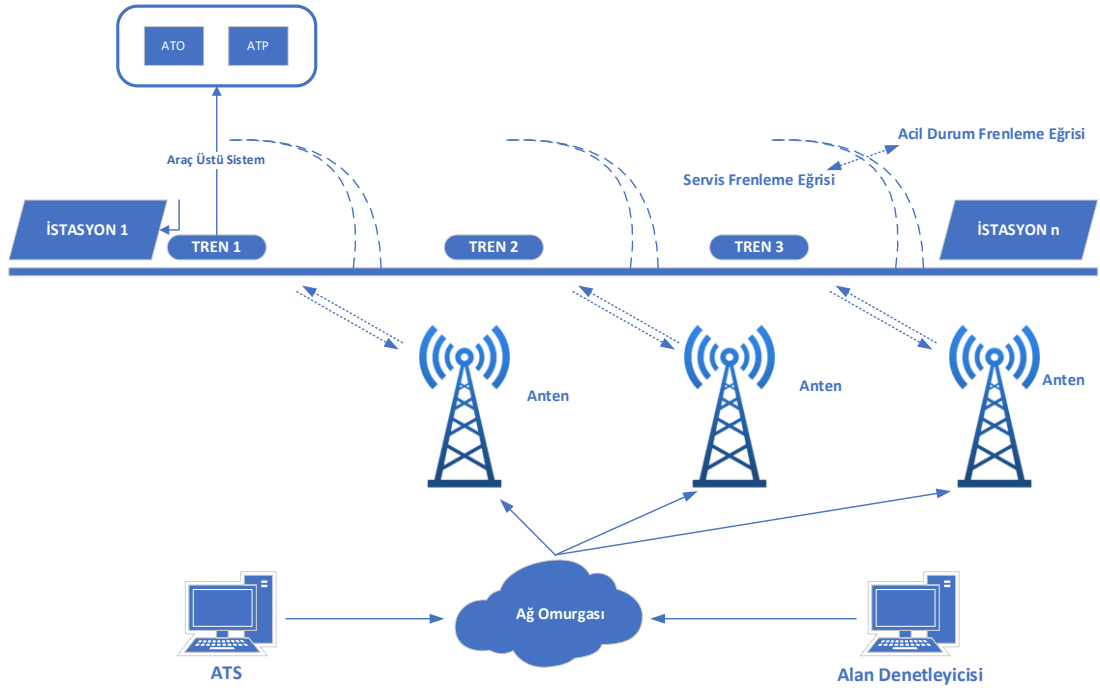 ATO
ATP
Araç Üstü Sistem
Acil Durum Frenleme Eğrisi
Servis Frenleme Eğrisi
İSTASYON 1
TREN 1
TREN 2
TREN 3
İSTASYON n
Anten
Anten
Anten
Ağ Omurgası
ATS
Alan Denetleyicisi